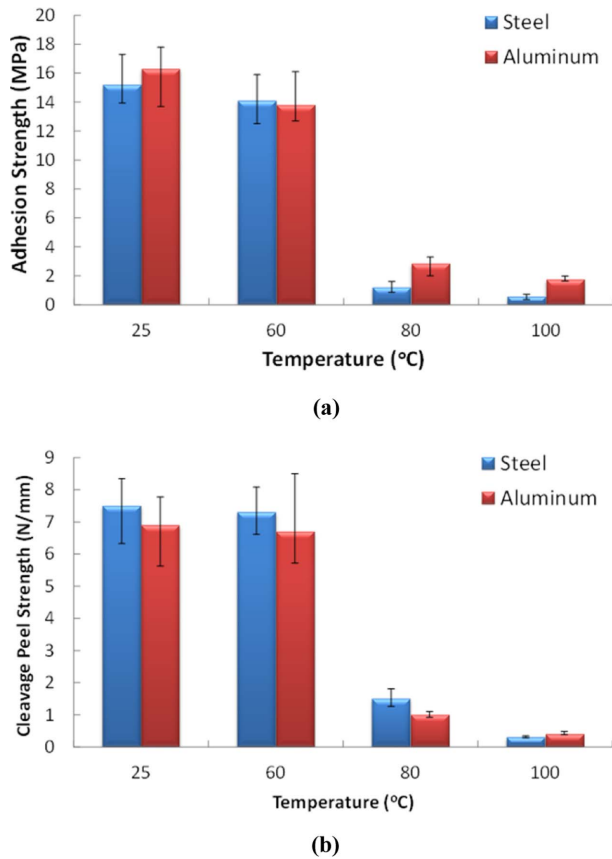 20
18
16
14
12
10
8
6
4
2
0
Adhesion Strength (MPa)
Steel
Aluminum
25 60 80 100
Temperature (°C)
(a)
9
8
7
6
5
4
3
2
1
0
Cleavage Peel Strength (N/mm)
Steel
Aluminum
25 60 80 100
Temperature (°C)
(b)